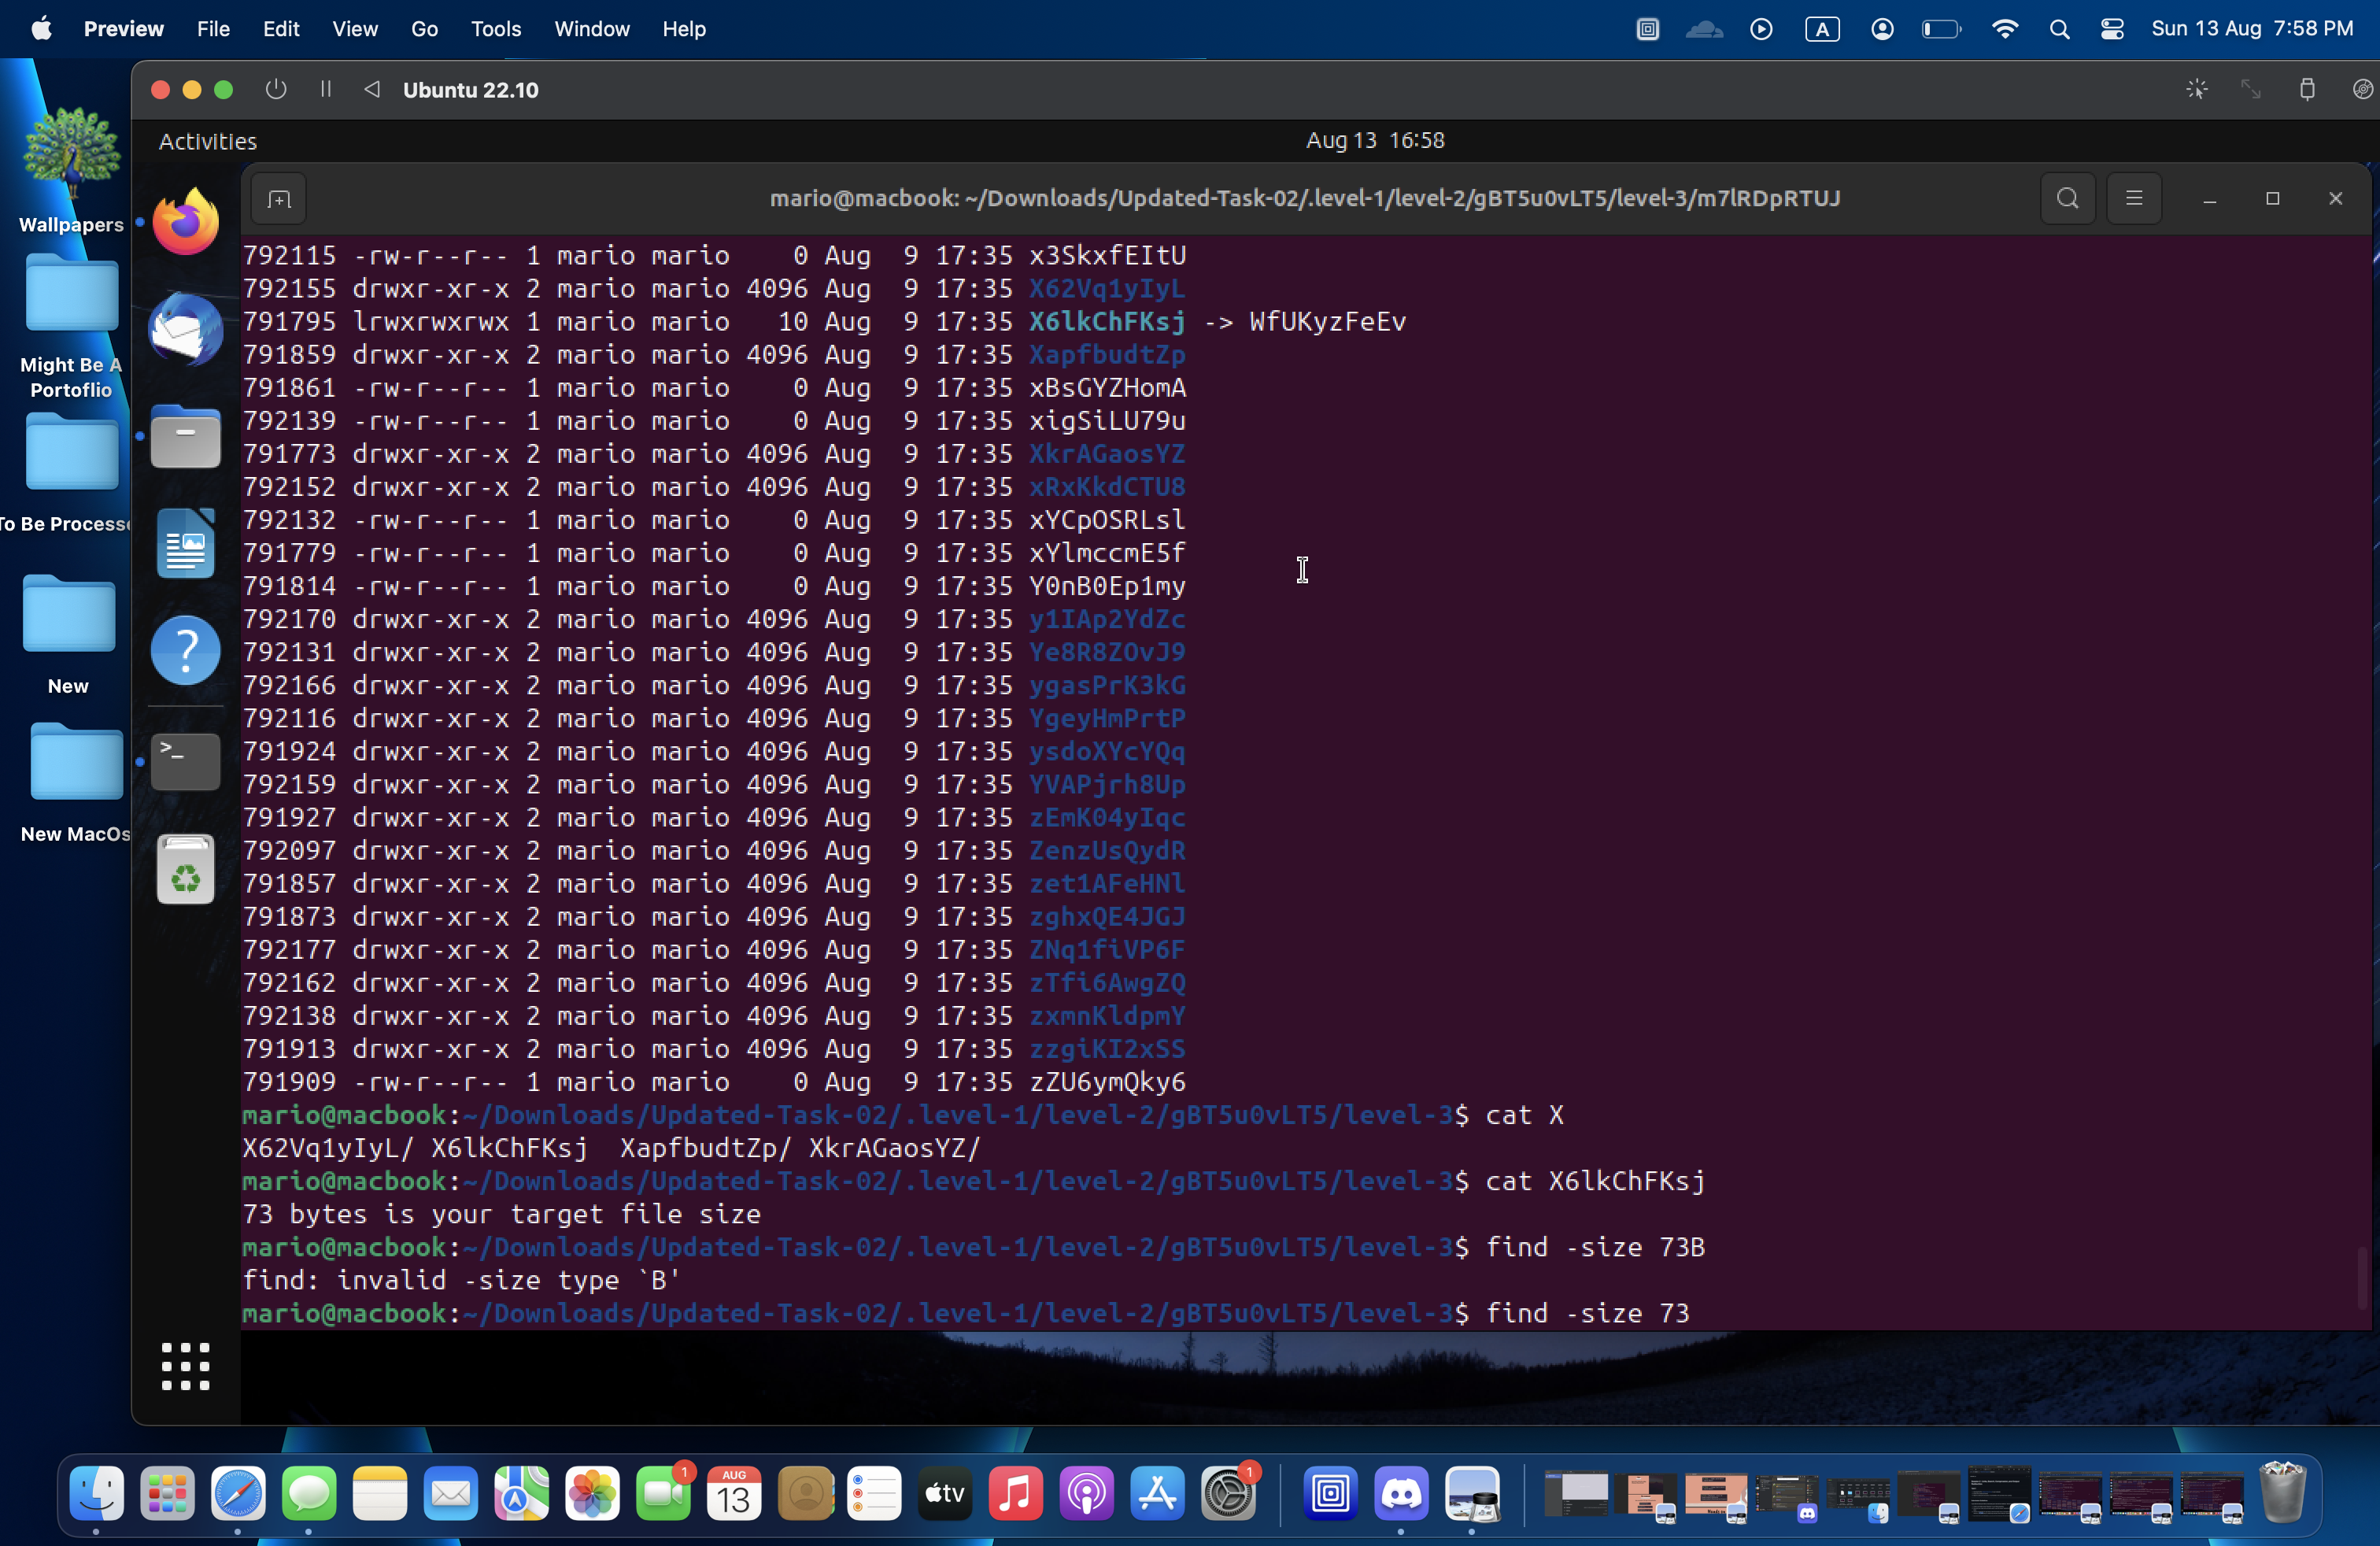 Preview File Edit View Go Tools Window Help
A
Sun 13 Aug 7:58 PM
Ubuntu 22.10
Activities
Aug 13 16:58
mario@macbook: ~/Downloads/Updated-Task-02/.level-1/level-2/gBT5u0vLT5/level-3/m7lRDpRTUJ
Wallpapers
Might Be A
Portoflio
To Be Processe
New
New MacOs
792115 -rw-r--r-- 1 mario mario 0 Aug 9 17:35 x3SkxfEItU
792155 drwxr-xr-x 2 mario mario 4096 Aug 9 17:35 X62Vq1yIyL
791795 lrwxrwxrwx 1 mario mario 10 Aug 9 17:35 X6lkChFKsj -> WfUKyzFeEv
791859 drwxr-xr-x 2 mario mario 4096 Aug 9 17:35 XapfbudtZp
791861 -rw-r--r-- 1 mario mario 0 Aug 9 17:35 xBsGYZHomA
792139 -rw-r--r-- 1 mario mario 0 Aug 9 17:35 xigSiLU79u
791773 drwxr-xr-x 2 mario mario 4096 Aug 9 17:35 XkrAGaosYZ
792152 drwxr-xr-x 2 mario mario 4096 Aug 9 17:35 xRxKkdCTU8
792132 -rw-r--r-- 1 mario mario 0 Aug 9 17:35 xYCpOSRLsl
791779 -rw-r--r-- 1 mario mario 0 Aug 9 17:35 xYlmccmE5f
791814 -rw-r--r-- 1 mario mario 0 Aug 9 17:35 Y0nB0Ep1my
792170 drwxr-xr-x 2 mario mario 4096 Aug 9 17:35 y1IAp2YdZc
792131 drwxr-xr-x 2 mario mario 4096 Aug 9 17:35 Ye8R8ZOvJ9
792166 drwxr-xr-x 2 mario mario 4096 Aug 9 17:35 ygasPrK3kG
792116 drwxr-xr-x 2 mario mario 4096 Aug 9 17:35 YgeyHmPrtP
791924 drwxr-xr-x 2 mario mario 4096 Aug 9 17:35 ysdoXYcYQq
792159 drwxr-xr-x 2 mario mario 4096 Aug 9 17:35 YVAPjrh8Up
791927 drwxr-xr-x 2 mario mario 4096 Aug 9 17:35 zEmK04yIqc
792097 drwxr-xr-x 2 mario mario 4096 Aug 9 17:35 ZenzUsQydR
791857 drwxr-xr-x 2 mario mario 4096 Aug 9 17:35 zet1AFeHNl
791873 drwxr-xr-x 2 mario mario 4096 Aug 9 17:35 zghxQE4JGJ
792177 drwxr-xr-x 2 mario mario 4096 Aug 9 17:35 ZNq1fiVP6F
792162 drwxr-xr-x 2 mario mario 4096 Aug 9 17:35 zTfi6AwgZQ
792138 drwxr-xr-x 2 mario mario 4096 Aug 9 17:35 zxmnKldpmY
791913 drwxr-xr-x 2 mario mario 4096 Aug 9 17:35 zzgiKI2xSS
791909 -rw-r--r-- 1 mario mario 0 Aug 9 17:35 zZU6ymQky6
mario@macbook:~/Downloads/Updated-Task-02/.level-1/level-2/gBT5u0vLT5/level-3$ cat X
X62Vq1yIyL/ X6lkChFKsj XapfbudtZp/ XkrAGaosYZ/
mario@macbook:~/Downloads/Updated-Task-02/.level-1/level-2/gBT5u0vLT5/level-3$ cat X6lkChFKsj
73 bytes is your target file size
mario@macbook:~/Downloads/Updated-Task-02/.level-1/level-2/gBT5u0vLT5/level-3$ find -size 73B
find: invalid -size type `B'
mario@macbook:~/Downloads/Updated-Task-02/.level-1/level-2/gBT5u0vLT5/level-3$ find -size 73
1
AUG
13
tv
1